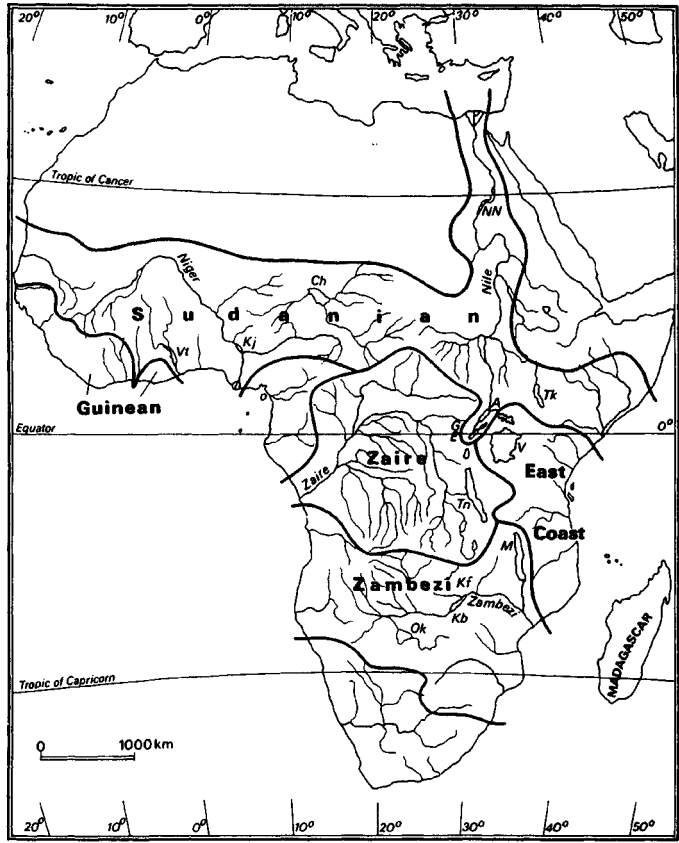 20° 10° 0° 10° 20° 30° 40° 50°
Tropic of Cancer
NN
Niger
Ch
Nile
Sudanian
Kj
Vt
Tk
Guinean
A
G
Equator
0°
E
V
Zaire
East
Zaire
Tn
Coast
M
Zambezi
Kf
Zambezi
Kb
Ok
MADAGASCAR
Tropic of Capricorn
0 1000km
20° 10° 0° 10° 20° 30° 40° 50°